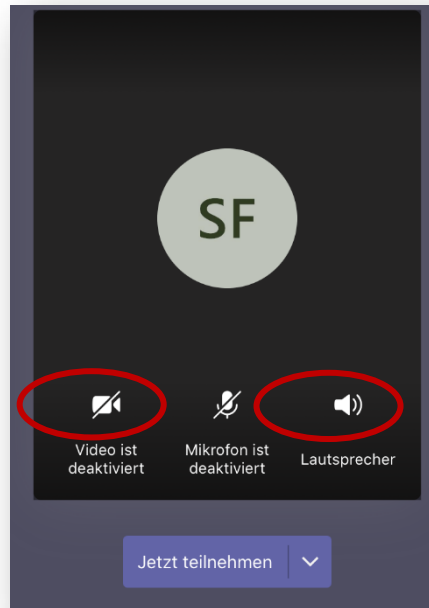 SF
Video ist
deaktiviert
Mikrofon ist
deaktiviert
Lautsprecher
Jetzt teilnehmen